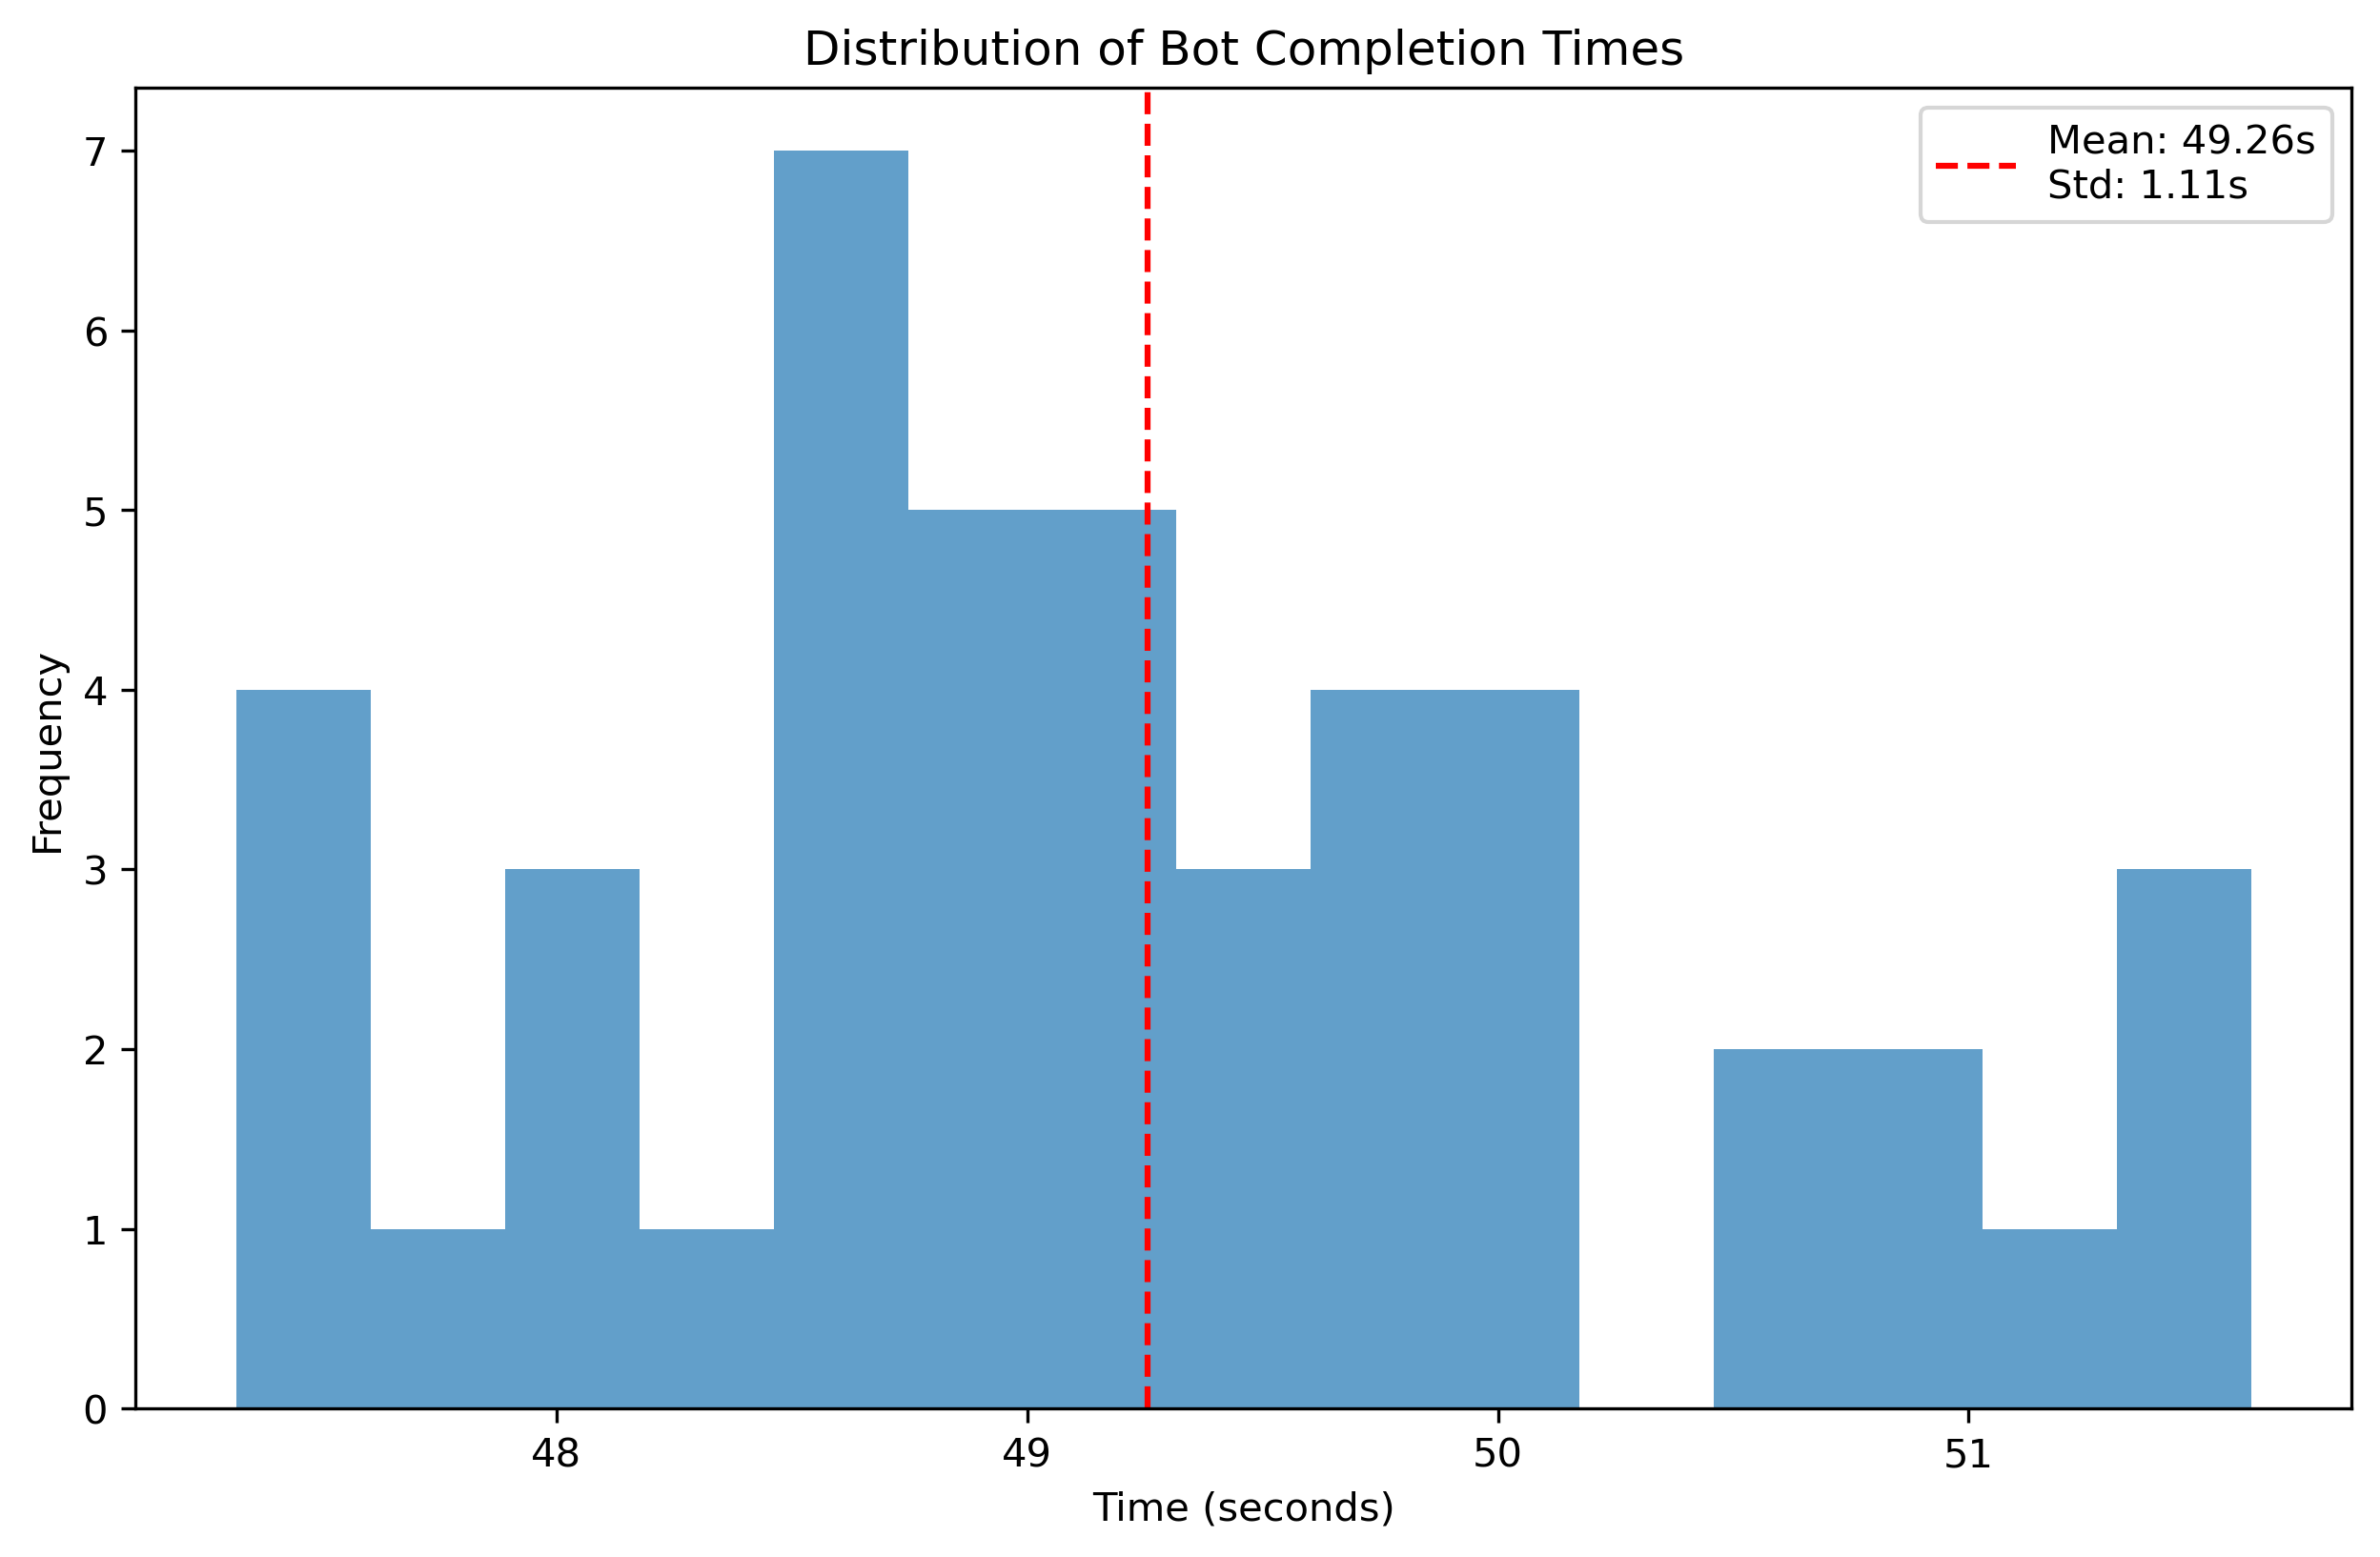 Distribution of Bot Completion Times
Mean: 49.26s
Std: 1.11s
7
6
5
4
3
2
1
0
Frequency
48
49
50
51
Time (seconds)